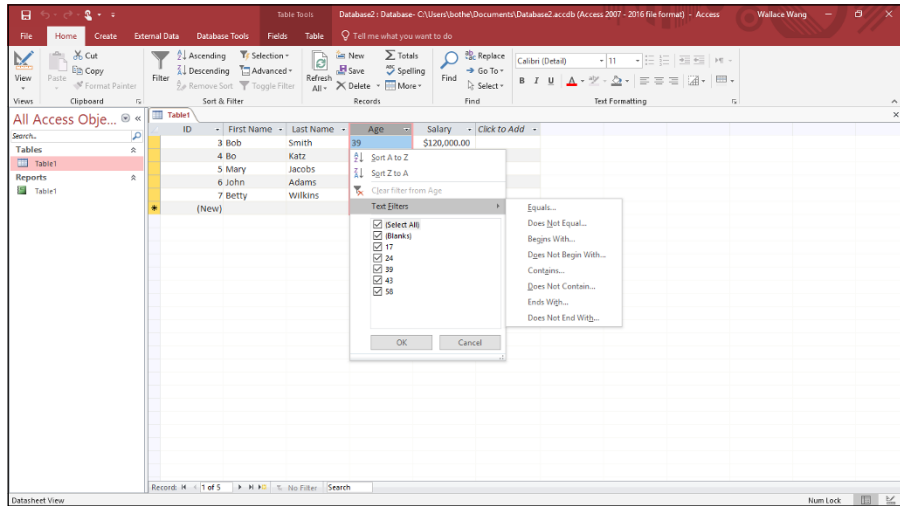 Table Tools Database2 : Database- C:\Users\bothe\Documents\Database2.accdb (Access 2007 - 2016 file format) - Access Wallace Wang
File Home Create External Data Database Tools Fields Table Tell me what you want to do
View
Views
Paste
Cut
Copy
Format Painter
Clipboard
Filter
Ascending
Descending
Remove Sort
Selection
Advanced
Toggle Filter
Sort & Filter
Refresh
All
New
Save
Delete
Totals
Spelling
More
Records
Find
Replace
Go To
Select
Find
Calibri (Detail) 11
B I U A
Text Formatting
All Access Obje...
Search..
Tables
Table1
Reports
Table1
Table1
ID First Name Last Name Age Salary Click to Add
3 Bob Smith 39 $120,000.00
4 Bo Katz
5 Mary Jacobs
6 John Adams
7 Betty Wilkins
(New)
Sort A to Z
Sort Z to A
Clear filter from Age
Text Filters
(Select All)
(Blanks)
17
24
39
43
58
OK Cancel
Equals...
Does Not Equal...
Begins With...
Does Not Begin With...
Contains...
Does Not Contain...
Ends With...
Does Not End With...
Record: 1 of 5 No Filter Search
Datasheet View Num Lock